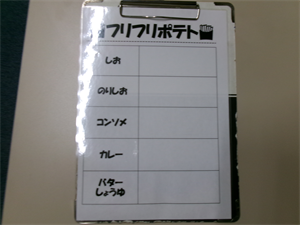 フリフリポテト
しお
のりしお
コンソメ
カレー
バター
しょうゆ